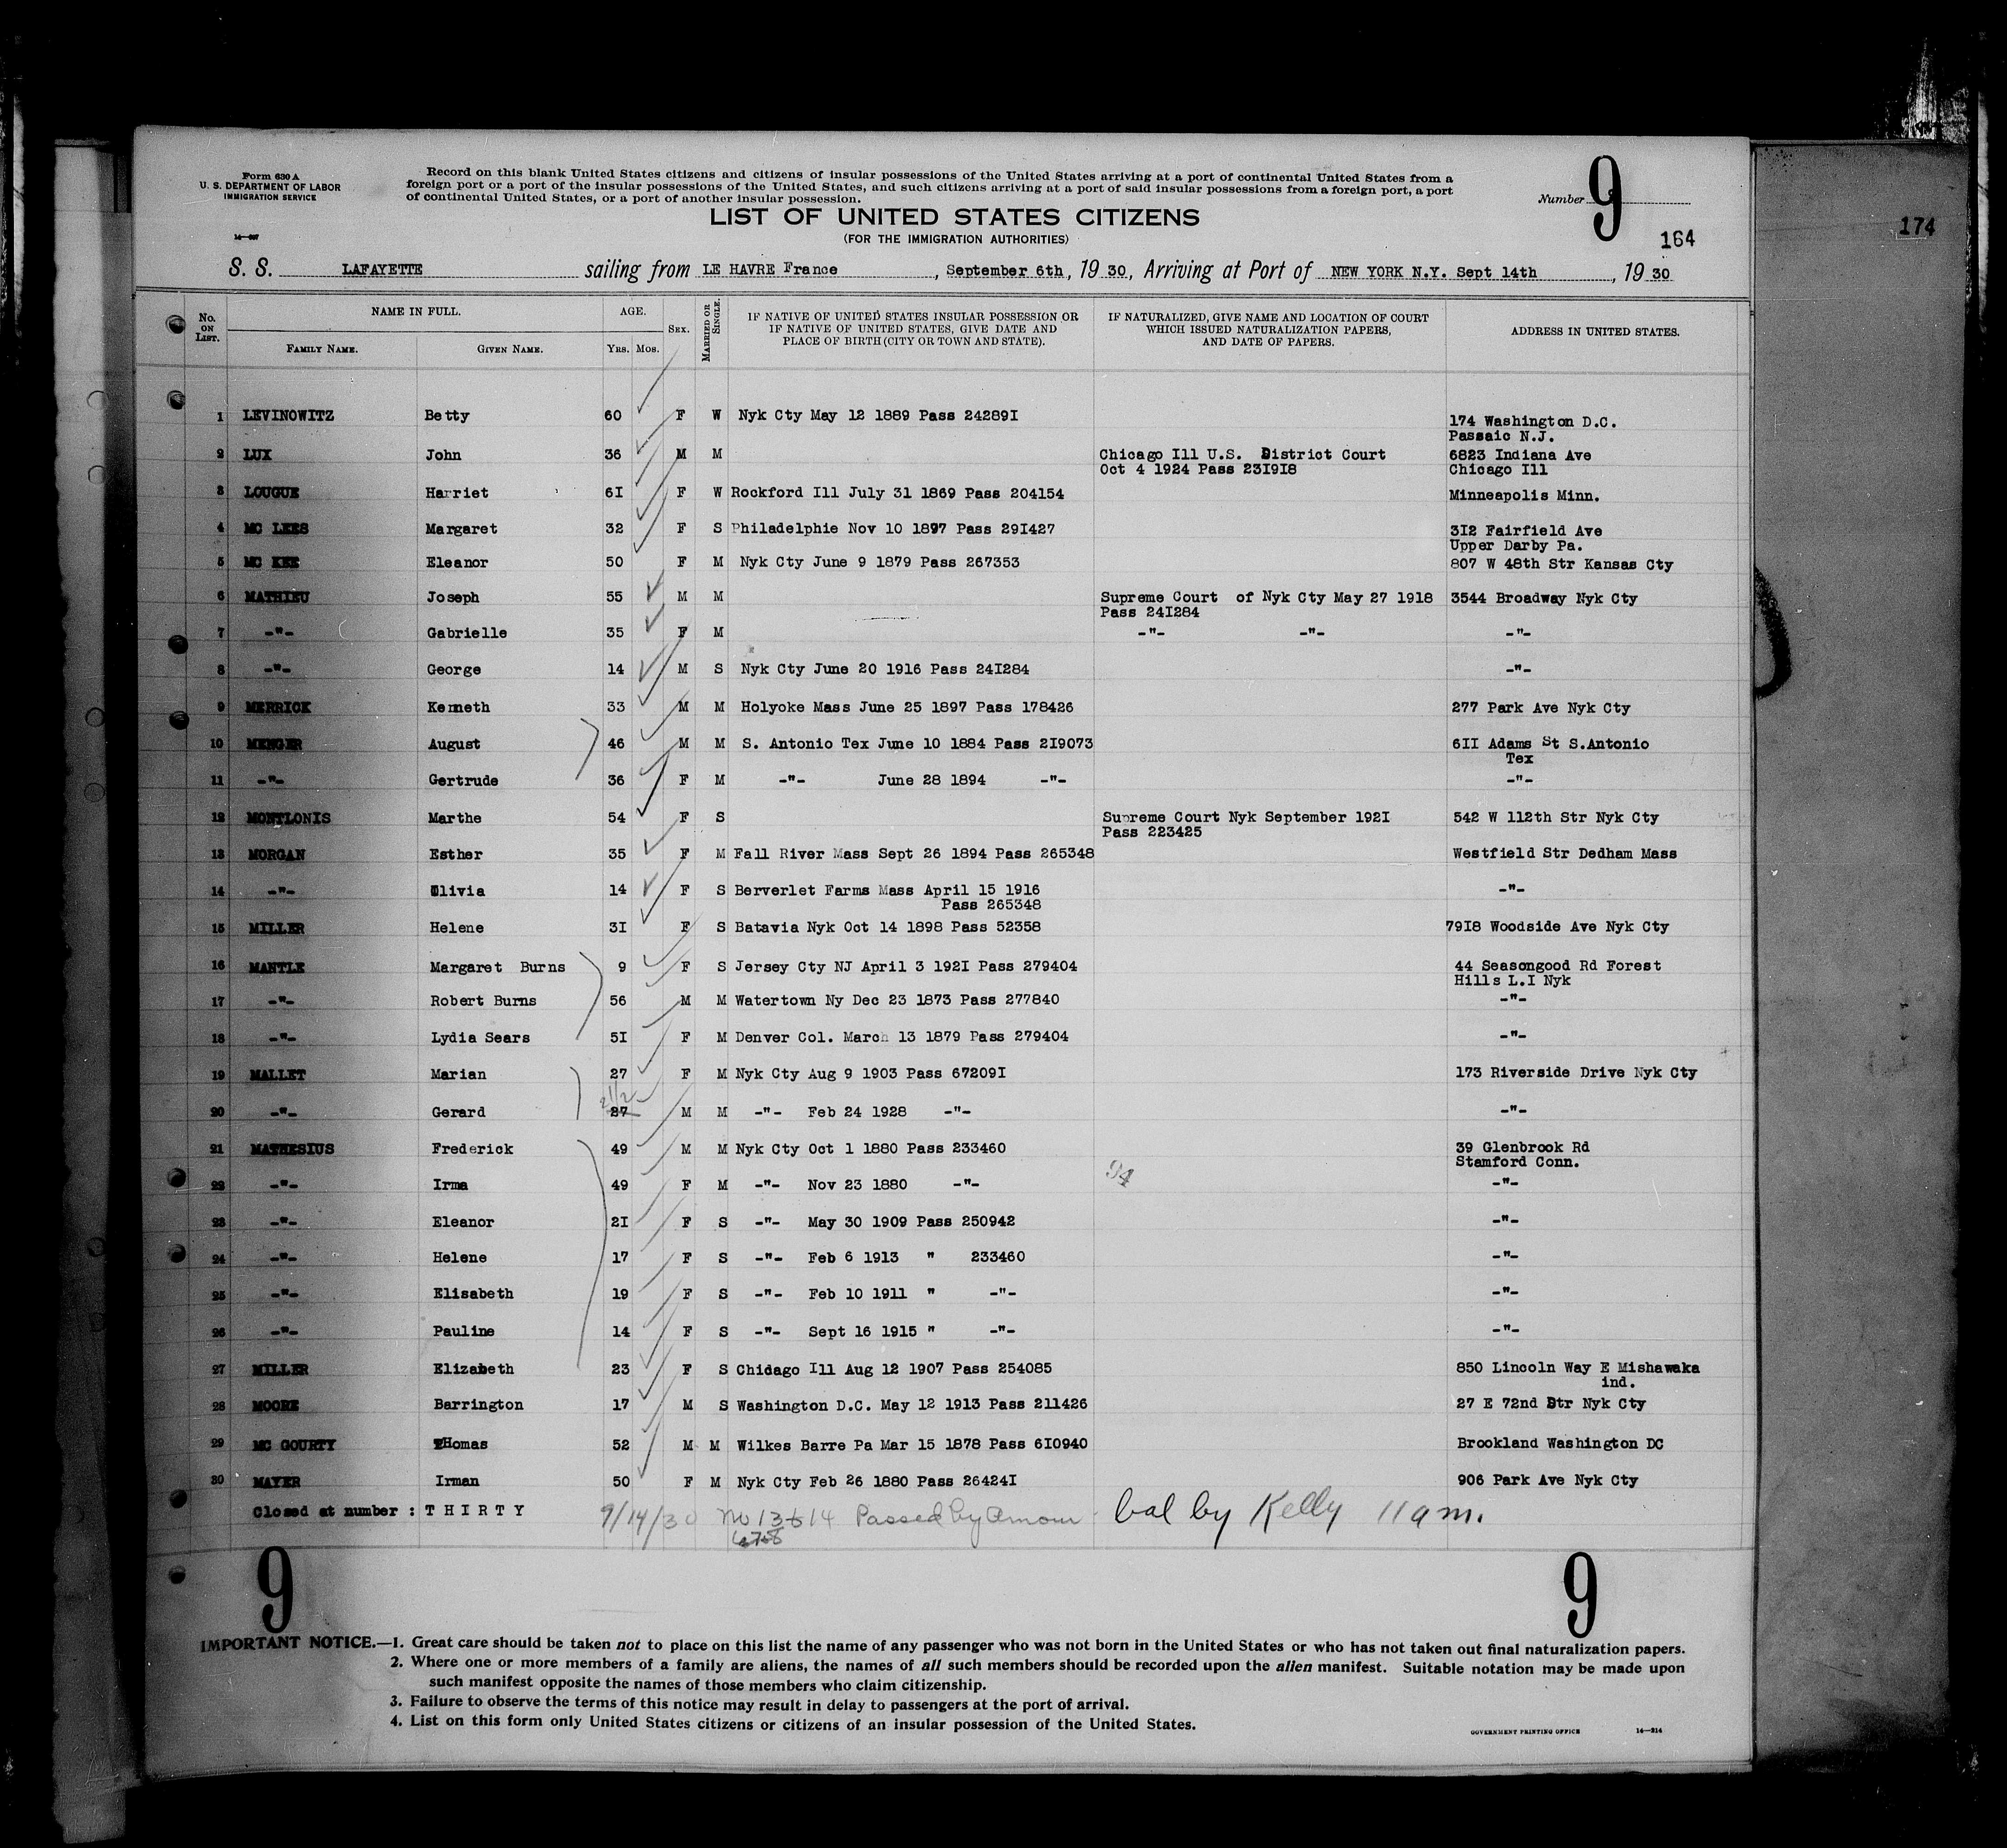 Form 630 A
U. S. DEPARTMENT OF LABOR
IMMIGRATION SERVICE
Record on this blank United States citizens and citizens of insular possessions of the United States arriving at a port of continental United States from a
foreign port or a port of the insular possessions of the United States, and such citizens arriving at a port of said insular possessions from a foreign port, a port
of continental United States, or a port of another insular possession.
Number 9
LIST OF UNITED STATES CITIZENS
(FOR THE IMMIGRATION AUTHORITIES)
164
174
S. S. LAFAYETTE sailing from LE HAVRE France, September 6th, 19 30, Arriving at Port of NEW YORK N.Y. Sept 14th, 19 30
No. ON LIST. NAME IN FULL. AGE. SEX. MARRIED OR SINGLE. IF NATIVE OF UNITED STATES INSULAR POSSESSION OR IF NATIVE OF UNITED STATES, GIVE DATE AND PLACE OF BIRTH (CITY OR TOWN AND STATE). IF NATURALIZED, GIVE NAME AND LOCATION OF COURT WHICH ISSUED NATURALIZATION PAPERS, AND DATE OF PAPERS. ADDRESS IN UNITED STATES.
FAMILY NAME. GIVEN NAME. YRS. MOS.
1 LEVINOWITZ Betty 60 F W Nyk Cty May 12 1889 Pass 24289I 174 Washington D.C.
Passaic N.J.
2 LUX John 36 M M Chicago Ill U.S. District Court 6823 Indiana Ave
Oct 4 1924 Pass 23I9I8 Chicago Ill
3 LOUGUE Harriet 6I F W Rockford Ill July 31 1869 Pass 204154 Minneapolis Minn.
4 MC LEES Margaret 32 F S Philadelphie Nov 10 1897 Pass 29I427 3I2 Fairfield Ave
Upper Darby Pa.
5 MC KEE Eleanor 50 F M Nyk Cty June 9 1879 Pass 267353 807 W 48th Str Kansas Cty
6 MATHIEU Joseph 55 M M Supreme Court of Nyk Cty May 27 1918 3544 Broadway Nyk Cty
Pass 24I284
7 -"- Gabrielle 35 F M -"- -"- -"-
8 -"- George 14 M S Nyk Cty June 20 1916 Pass 24I284 -"-
9 MERRICK Kenneth 33 M M Holyoke Mass June 25 1897 Pass 178426 277 Park Ave Nyk Cty
10 MENGER August 46 M M S. Antonio Tex June 10 1884 Pass 2I9073 6II Adams St S.Antonio
Tex
11 -"- Gertrude 36 F M -"- June 28 1894 -"- -"-
12 MONTLONIS Marthe 54 F S Supreme Court Nyk September 192I 542 W 112th Str Nyk Cty
Pass 223425
13 MORGAN Esther 35 F M Fall River Mass Sept 26 1894 Pass 265348 Westfield Str Dedham Mass
14 -"- Olivia 14 F S Berverlet Farms Mass April 15 1916 -"-
Pass 265348
15 MILLER Helene 3I F S Batavia Nyk Oct 14 1898 Pass 52358 79I8 Woodside Ave Nyk Cty
16 MANTLE Margaret Burns 9 F S Jersey Cty NJ April 3 192I Pass 279404 44 Seasongood Rd Forest
Hills L.I Nyk
17 -"- Robert Burns 56 M M Watertown Ny Dec 23 1873 Pass 277840 -"-
18 -"- Lydia Sears 5I F M Denver Col. March 13 1879 Pass 279404 -"-
19 MALLET Marian 27 F M Nyk Cty Aug 9 1903 Pass 67209I 173 Riverside Drive Nyk Cty
2 1/2
20 -"- Gerard 27 M M -"- Feb 24 1928 -"- -"-
21 MATHESIUS Frederick 49 M M Nyk Cty Oct 1 1880 Pass 233460 39 Glenbrook Rd
Stamford Conn.
94
22 -"- Irma 49 F M -"- Nov 23 1880 -"- -"-
23 -"- Eleanor 2I F S -"- May 30 1909 Pass 250942 -"-
24 -"- Helene 17 F S -"- Feb 6 1913 " 233460 -"-
25 -"- Elisabeth 19 F S -"- Feb 10 1911 " -"- -"-
26 -"- Pauline 14 F S -"- Sept 16 1915 " -"- -"-
27 MILLER Elizabeth 23 F S Chidago Ill Aug 12 1907 Pass 254085 850 Lincoln Way E Mishawaka
ind.
28 MOORE Barrington 17 M S Washington D.C. May 12 1913 Pass 211426 27 E 72nd Str Nyk Cty
29 MC GOURTY THomas 52 M M Wilkes Barre Pa Mar 15 1878 Pass 6I0940 Brookland Washington DC
30 MAYER Irman 50 F M Nyk Cty Feb 26 1880 Pass 26424I 906 Park Ave Nyk Cty
Closed at number : T H I R T Y 9/14/30 No 13 & 14 Passed by bal by Kelly 11 a m.
9 9
IMPORTANT NOTICE.—1. Great care should be taken not to place on this list the name of any passenger who was not born in the United States or who has not taken out final naturalization papers.
2. Where one or more members of a family are aliens, the names of all such members should be recorded upon the alien manifest. Suitable notation may be made upon
such manifest opposite the names of those members who claim citizenship.
3. Failure to observe the terms of this notice may result in delay to passengers at the port of arrival.
4. List on this form only United States citizens or citizens of an insular possession of the United States.
GOVERNMENT PRINTING OFFICE 14—214